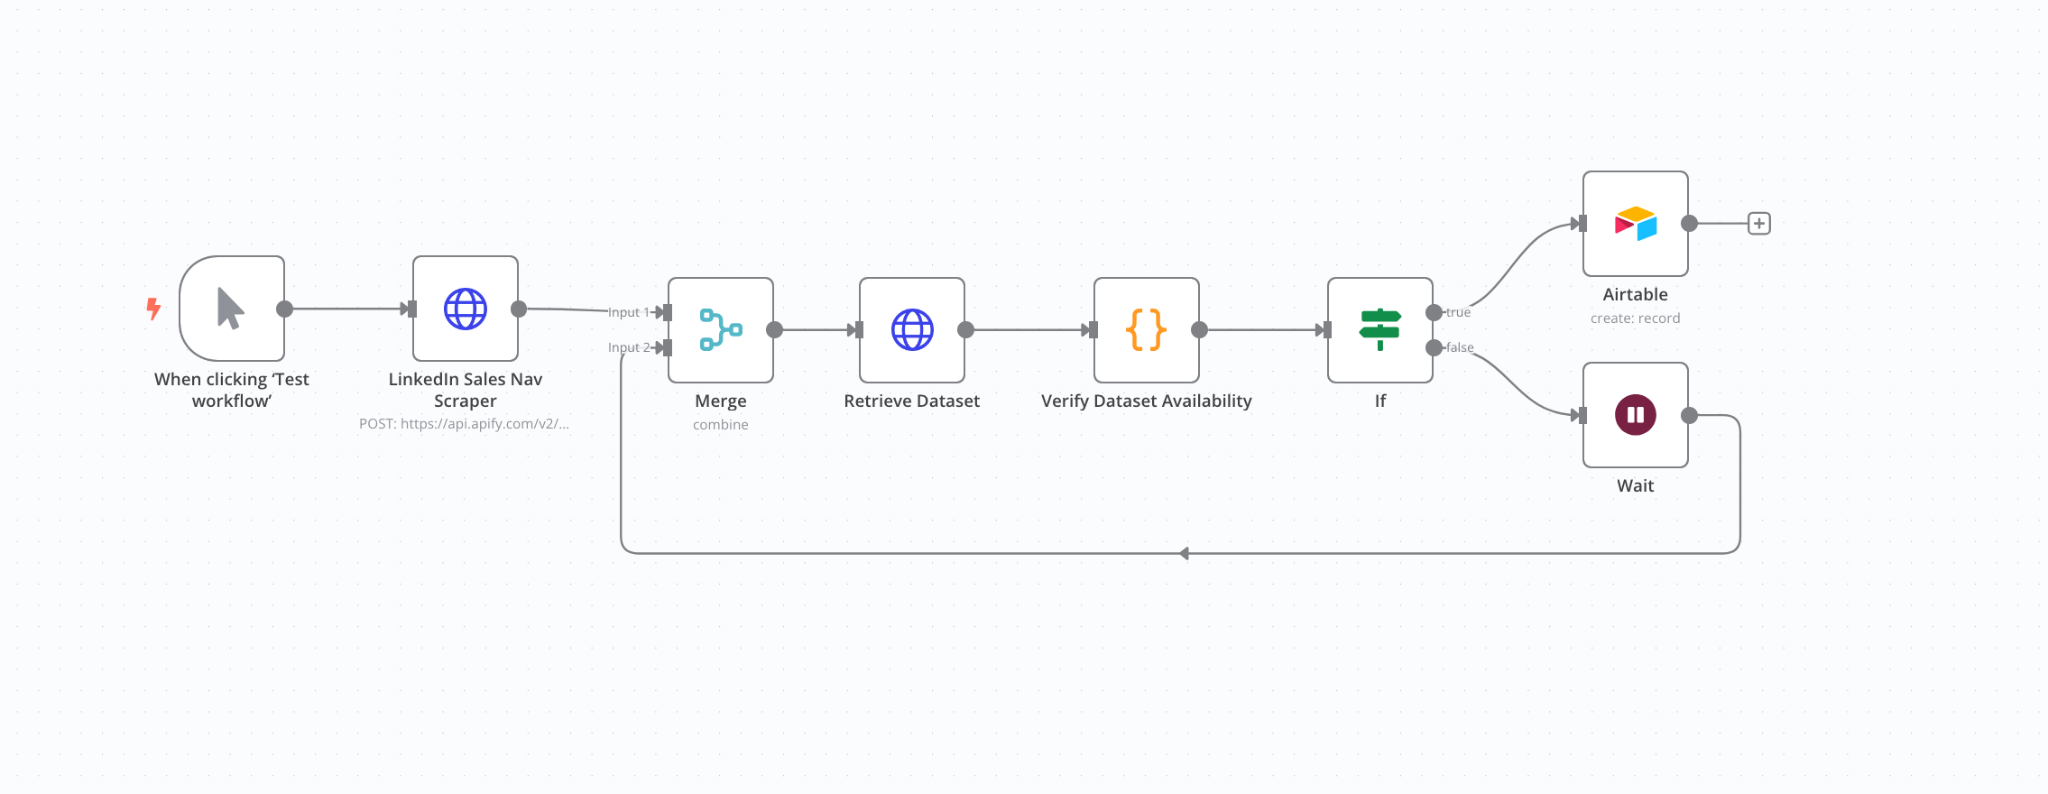 When clicking ‘Test
workflow’
LinkedIn Sales Nav
Scraper
POST: https://api.apify.com/v2/...
Input 1
Input 2
Merge
combine
Retrieve Dataset
Verify Dataset Availability
If
true
false
Airtable
create: record
Wait